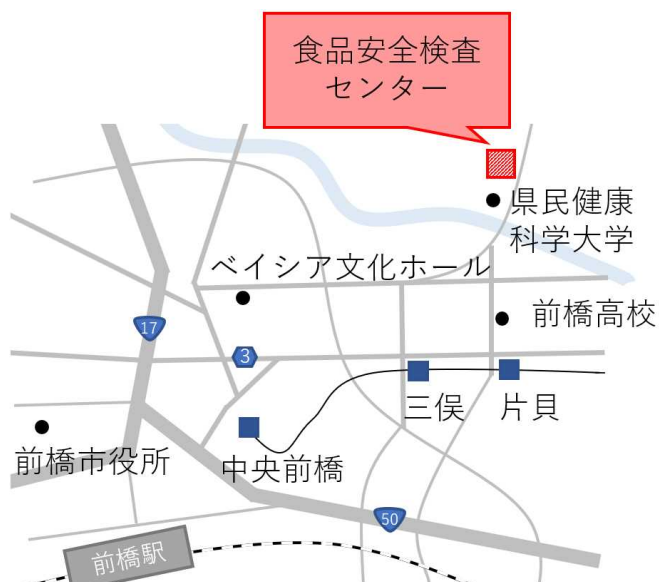 食品安全検査
センター
県民健康
科学大学
ベイシア文化ホール
前橋高校
17
3
三俣
片貝
前橋市役所
中央前橋
50
前橋駅